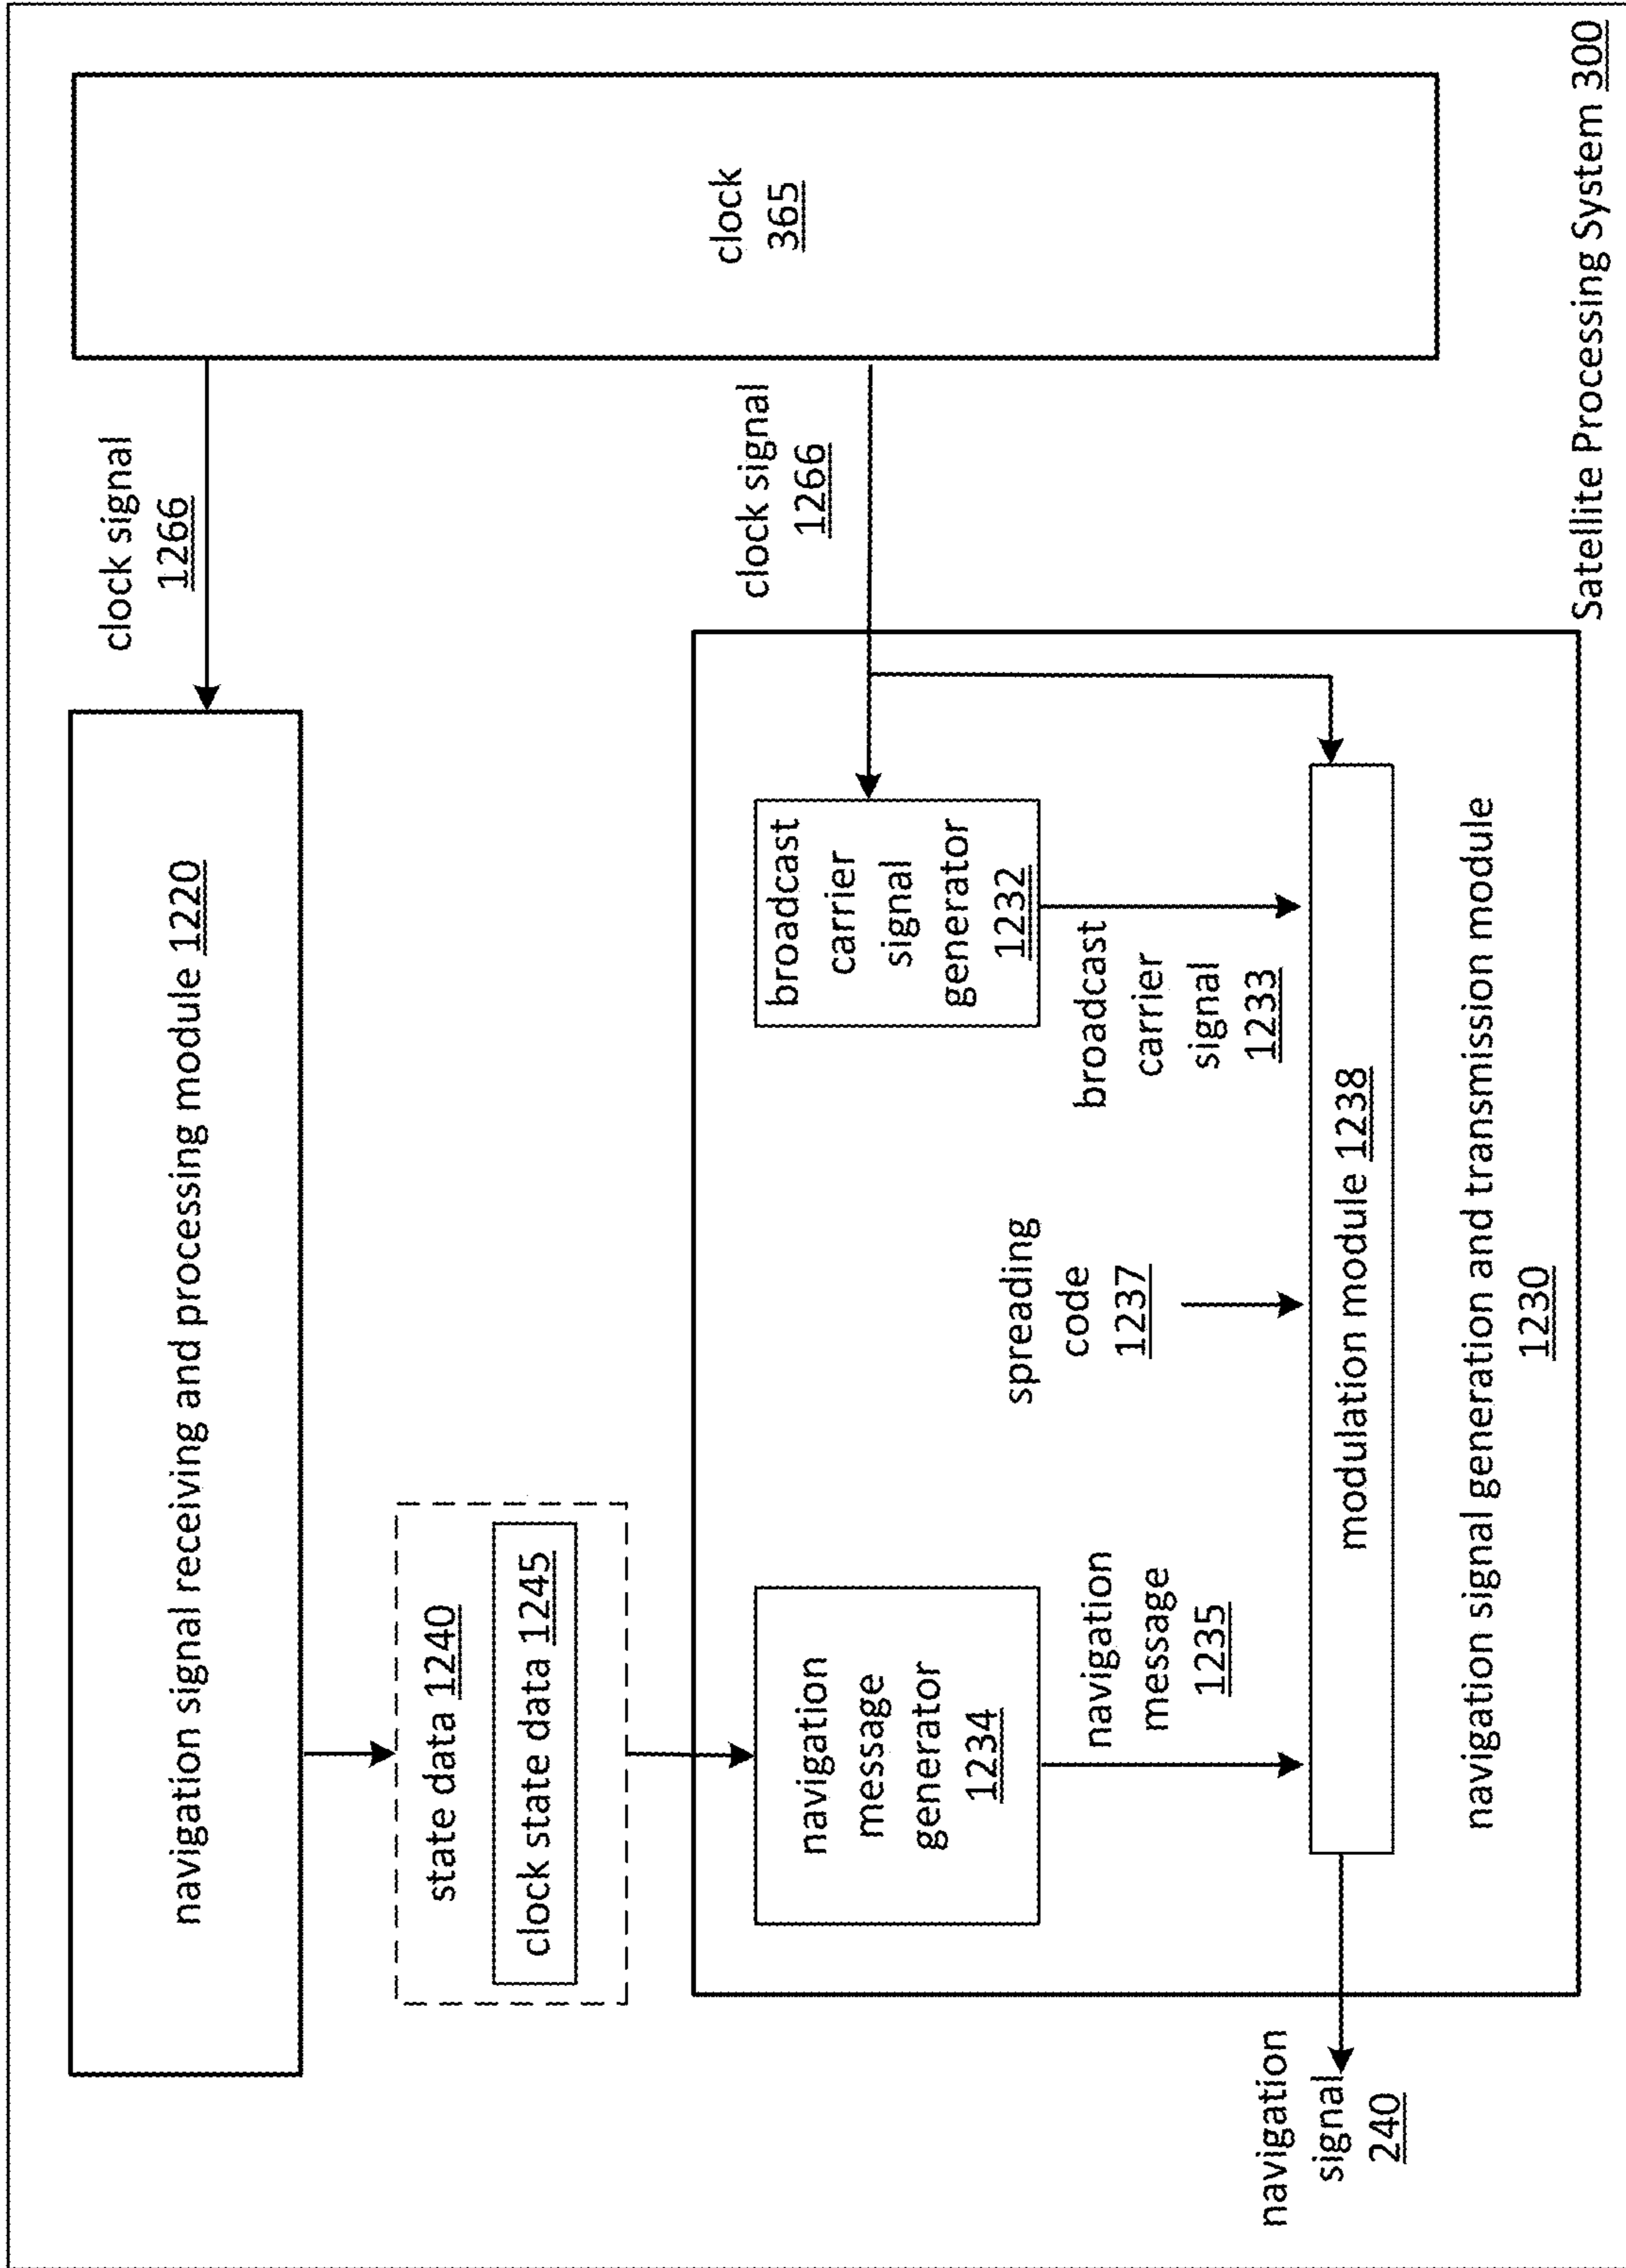 navigation signal receiving and processing module 1220
clock signal
1266
clock
365
state data 1240
clock state data 1245
clock signal
1266
navigation
message
generator
1234
broadcast
carrier
signal
generator
1232
navigation
message
1235
spreading
code
1237
broadcast
carrier
signal
1233
modulation module 1238
navigation
signal
240
navigation signal generation and transmission module
1230
Satellite Processing System 300